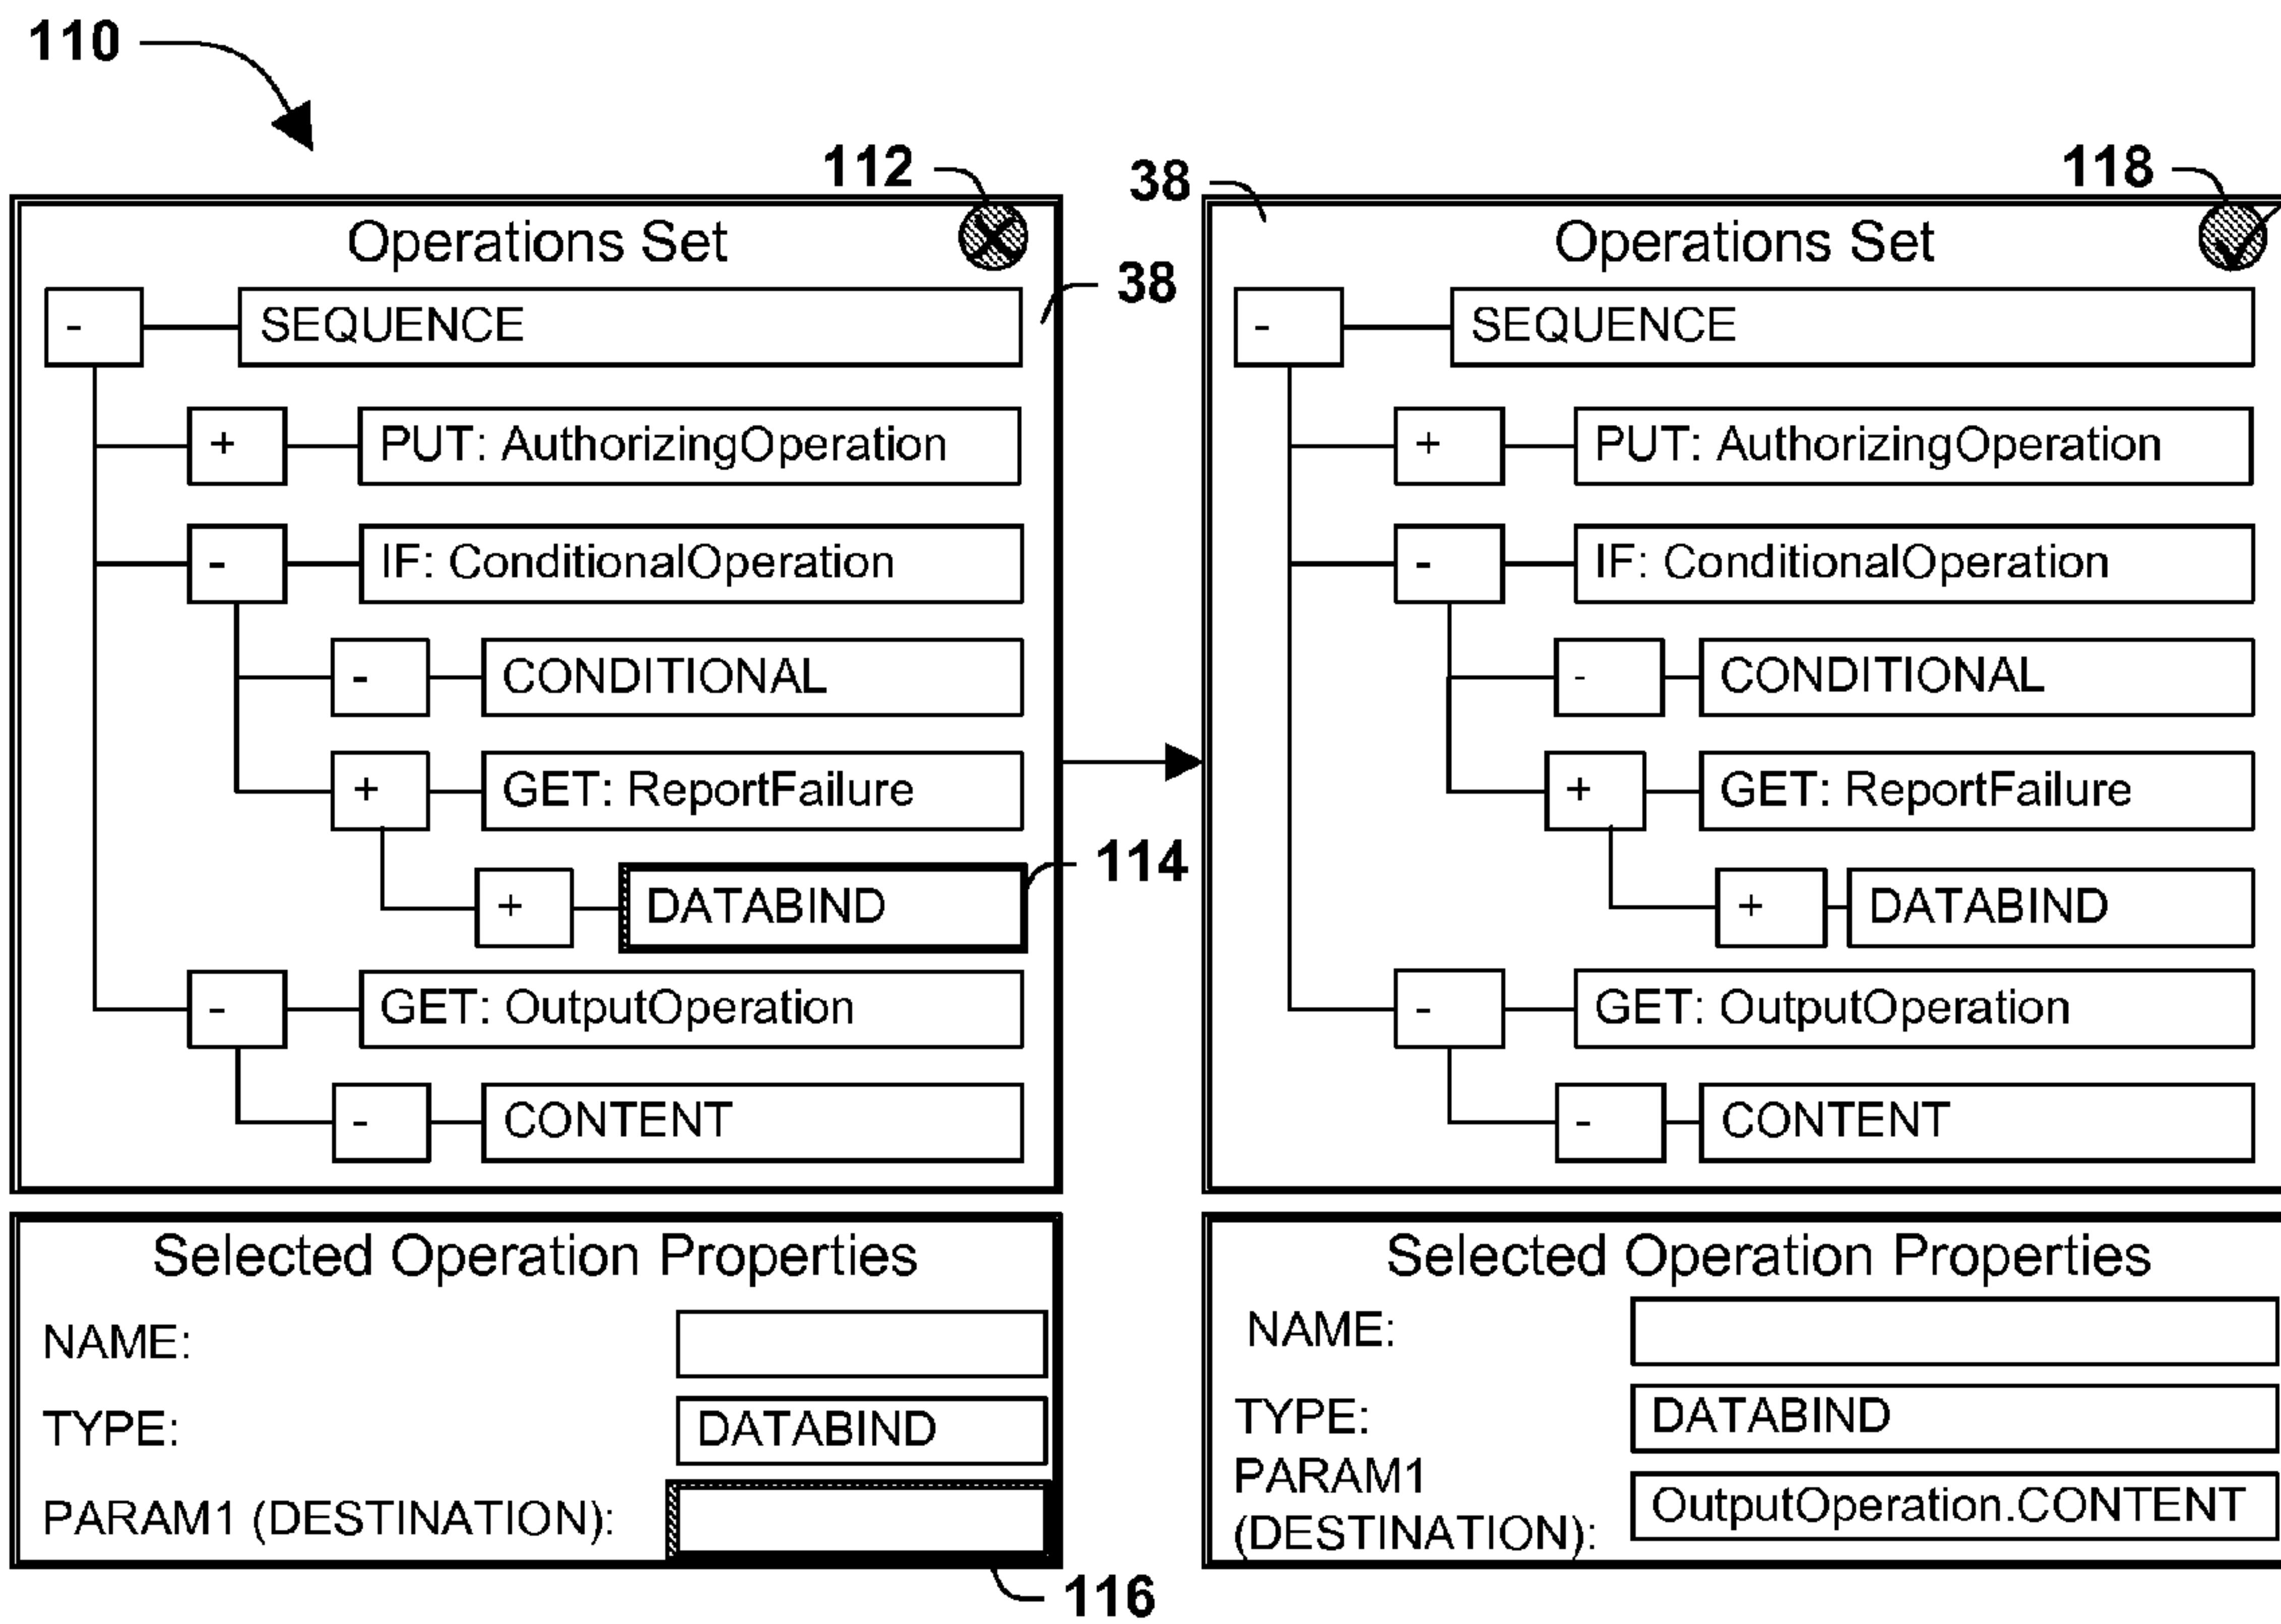 110
112
38
118
Operations Set
38
-
SEQUENCE
+
PUT: AuthorizingOperation
-
IF: ConditionalOperation
-
CONDITIONAL
+
GET: ReportFailure
+
DATABIND
114
-
GET: OutputOperation
-
CONTENT
Selected Operation Properties
NAME:
TYPE:
DATABIND
PARAM1 (DESTINATION):
116
Operations Set
-
SEQUENCE
+
PUT: AuthorizingOperation
-
IF: ConditionalOperation
-
CONDITIONAL
+
GET: ReportFailure
+
DATABIND
-
GET: OutputOperation
-
CONTENT
Selected Operation Properties
NAME:
TYPE:
DATABIND
PARAM1
(DESTINATION):
OutputOperation.CONTENT